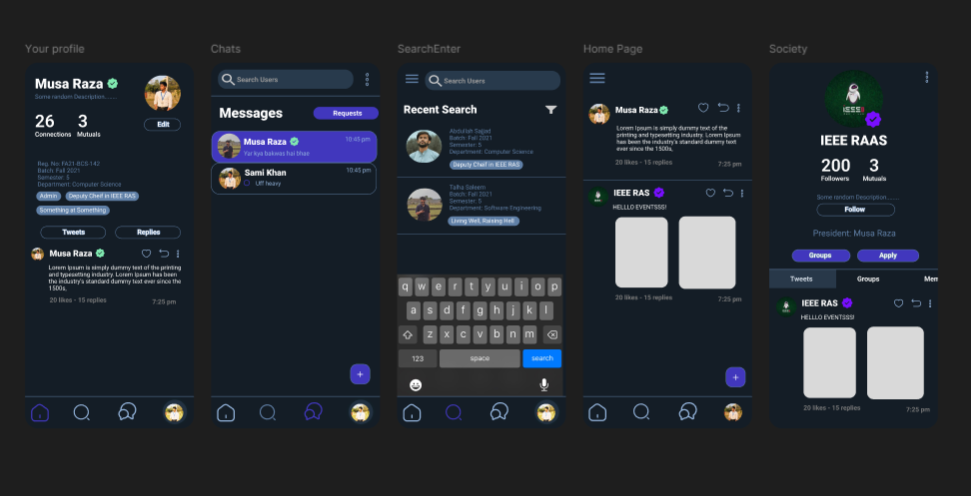 Your profile
Musa Raza
Some random Description........
26
3
Connections
Mutuals
Edit
Reg. No: FA21-BCS-142
Batch: Fall 2021
Semester: 5
Department: Computer Science
Admin
Deputy Cheif in IEEE RAS
Something at Something
Tweets
Replies
Musa Raza
Lorem Ipsum is simply dummy text of the printing
and typesetting industry. Lorem Ipsum has been
the industry's standard dummy text ever since the
1500s,
20 likes - 15 replies
7:25 pm
Chats
Search Users
Messages
Requests
Musa Raza
10:45 pm
Yur kya bakwas hai bhae
Sami Khan
10:45 pm
Uff heavy
+
SearchEnter
Search Users
Recent Search
Abdullah Sajjad
Batch: Fall 2021
Semester: 5
Department: Computer Science
Deputy Cheif in IEEE RAS
Talha Saleem
Batch: Fall 2021
Semester: 5
Department: Software Engineering
Living Well, Raising Hell
q w e r t y u i o p
a s d f g h j k l
z x c v b n m
123
space
search
Home Page
Musa Raza
Lorem Ipsum is simply dummy text of the
printing and typesetting industry. Lorem Ipsum
has been the industry's standard dummy text
ever since the 1500s,
20 likes - 15 replies
7:25 pm
IEEE RAS
HELLLO EVENTSSS!
20 likes - 15 replies
7:25 pm
+
Society
IEEE RAAS
200
3
Followers
Mutuals
Some random Description........
Follow
President: Musa Raza
Groups
Apply
Tweets
Groups
Mem
IEEE RAS
HELLLO EVENTSSS!
20 likes - 15 replies
7:25 pm